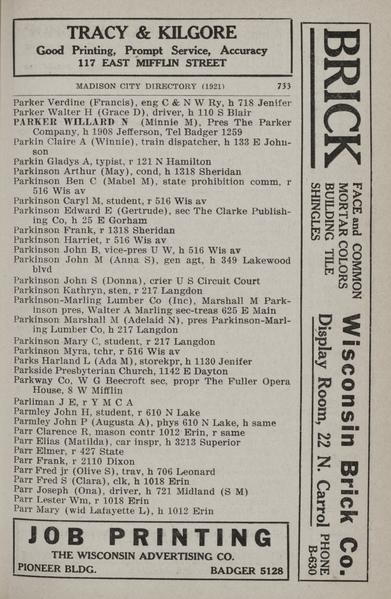 TRACY & KILGORE
Good Printing, Prompt Service, Accuracy
117 EAST MIFFLIN STREET
MADISON CITY DIRECTORY (1921) 733
Parker Verdine (Francis), eng C & N W Ry, h 718 Jenifer
Parker Walter H (Grace D), driver, h 110 S Blair
PARKER WILLARD N (Minnie M), Pres The Parker
Company, h 1908 Jefferson, Tel Badger 1259
Parkin Claire A (Winnie), train dispatcher, h 133 E John-
son
Parkin Gladys A, typist, r 121 N Hamilton
Parkinson Arthur (May), cond, h 1318 Sheridan
Parkinson Ben C (Mabel M), state prohibition comm, r
516 Wis av
Parkinson Caryl M, student, r 516 Wis av
Parkinson Edward E (Gertrude), sec The Clarke Publish-
ing Co, h 25 E Gorham
Parkinson Frank, r 1318 Sheridan
Parkinson Harriet, r 516 Wis av
Parkinson John B, vice-pres U W, h 516 Wis av
Parkinson John M (Anna S), gen agt, h 349 Lakewood
blvd
Parkinson John S (Donna), crier U S Circuit Court
Parkinson Kathryn, sten, r 217 Langdon
Parkinson-Marling Lumber Co (Inc), Marshall M Park-
inson pres, Walter A Marling sec-treas 625 E Main
Parkinson Marshall M (Adelaid N), pres Parkinson-Marl-
ing Lumber Co, h 217 Langdon
Parkinson Mary C, student, r 217 Langdon
Parkinson Myra, tchr, r 516 Wis av
Parks Harland L (Ada M), storekpr, h 1130 Jenifer
Parkside Presbyterian Church, 1142 E Dayton
Parkway Co, W G Beecroft sec, propr The Fuller Opera
House, 8 W Mifflin
Parliman J E, r Y M C A
Parmley John H, student, r 610 N Lake
Parmley John P (Augusta A), phys 610 N Lake, h same
Parr Clarence R, mason contr 1012 Erin, r same
Parr Elias (Matilda), car inspr, h 3213 Superior
Parr Elmer, r 427 State
Parr Frank, r 2110 Dixon
Parr Fred jr (Olive S), trav, h 706 Leonard
Parr Fred S (Clara), clk, h 1018 Erin
Parr Joseph (Ona), driver, h 721 Midland (S M)
Parr Lester Wm, r 1018 Erin
Parr Mary (wid Lafayette L), h 1012 Erin
JOB PRINTING
THE WISCONSIN ADVERTISING CO.
PIONEER BLDG. BADGER 5128
BRICK
FACE and COMMON
MORTAR COLORS
BUILDING TILE
SHINGLES
Wisconsin Brick Co.
Display Room, 22 N. Carrol
PHONE
B-630